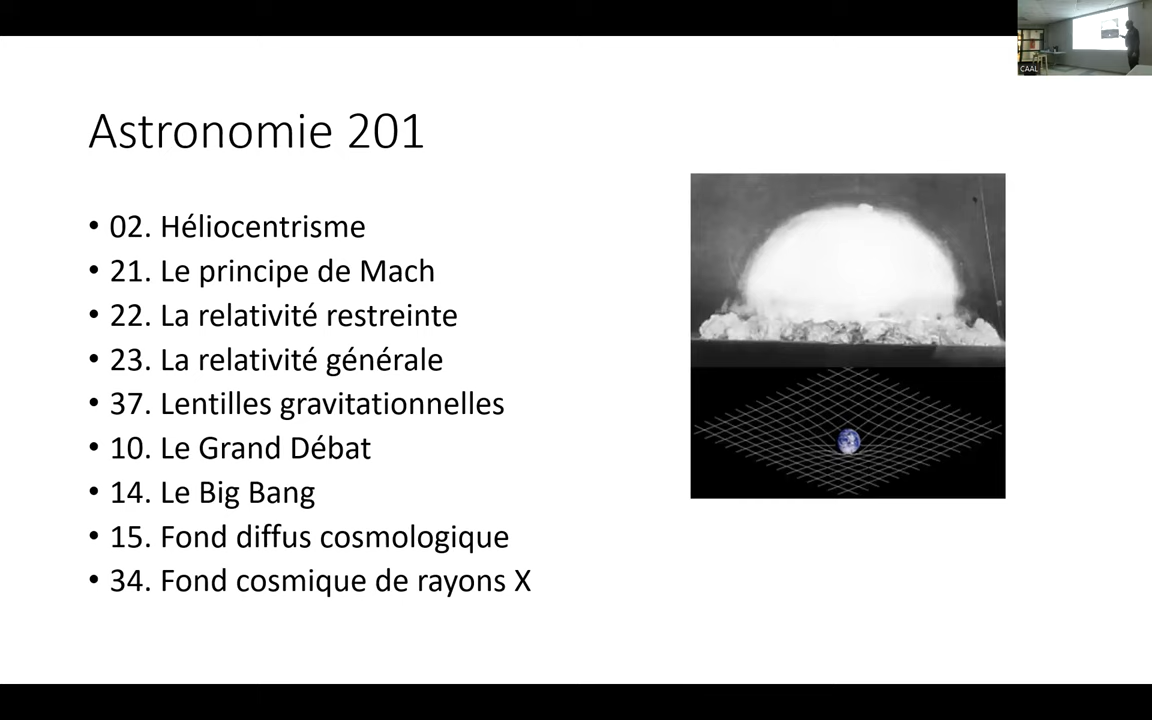 CAAL
Astronomie 201
• 02. Héliocentrisme
• 21. Le principe de Mach
• 22. La relativité restreinte
• 23. La relativité générale
• 37. Lentilles gravitationnelles
• 10. Le Grand Débat
• 14. Le Big Bang
• 15. Fond diffus cosmologique
• 34. Fond cosmique de rayons X